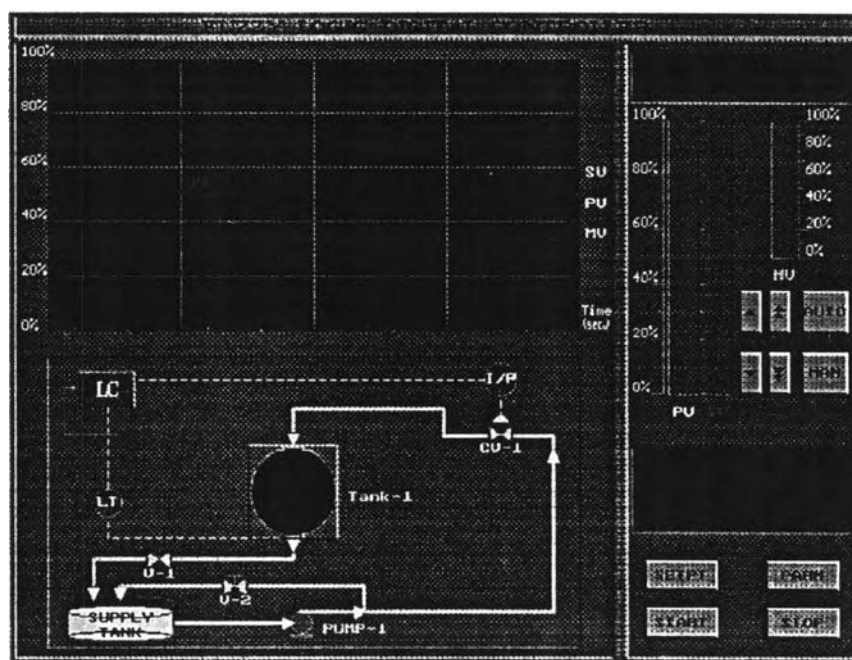 100%
80%
60%
40%
20%
0%
SV
PV
MV
Time
(sec)
LC
I/P
CV-1
LT
Tank-1
V-1
V-2
SUPPLY
TANK
PUMP-1
100%
80%
60%
40%
20%
0%
PV
100%
80%
60%
40%
20%
0%
MV
AUTO
MAN
SETPT
PARM
START
STOP